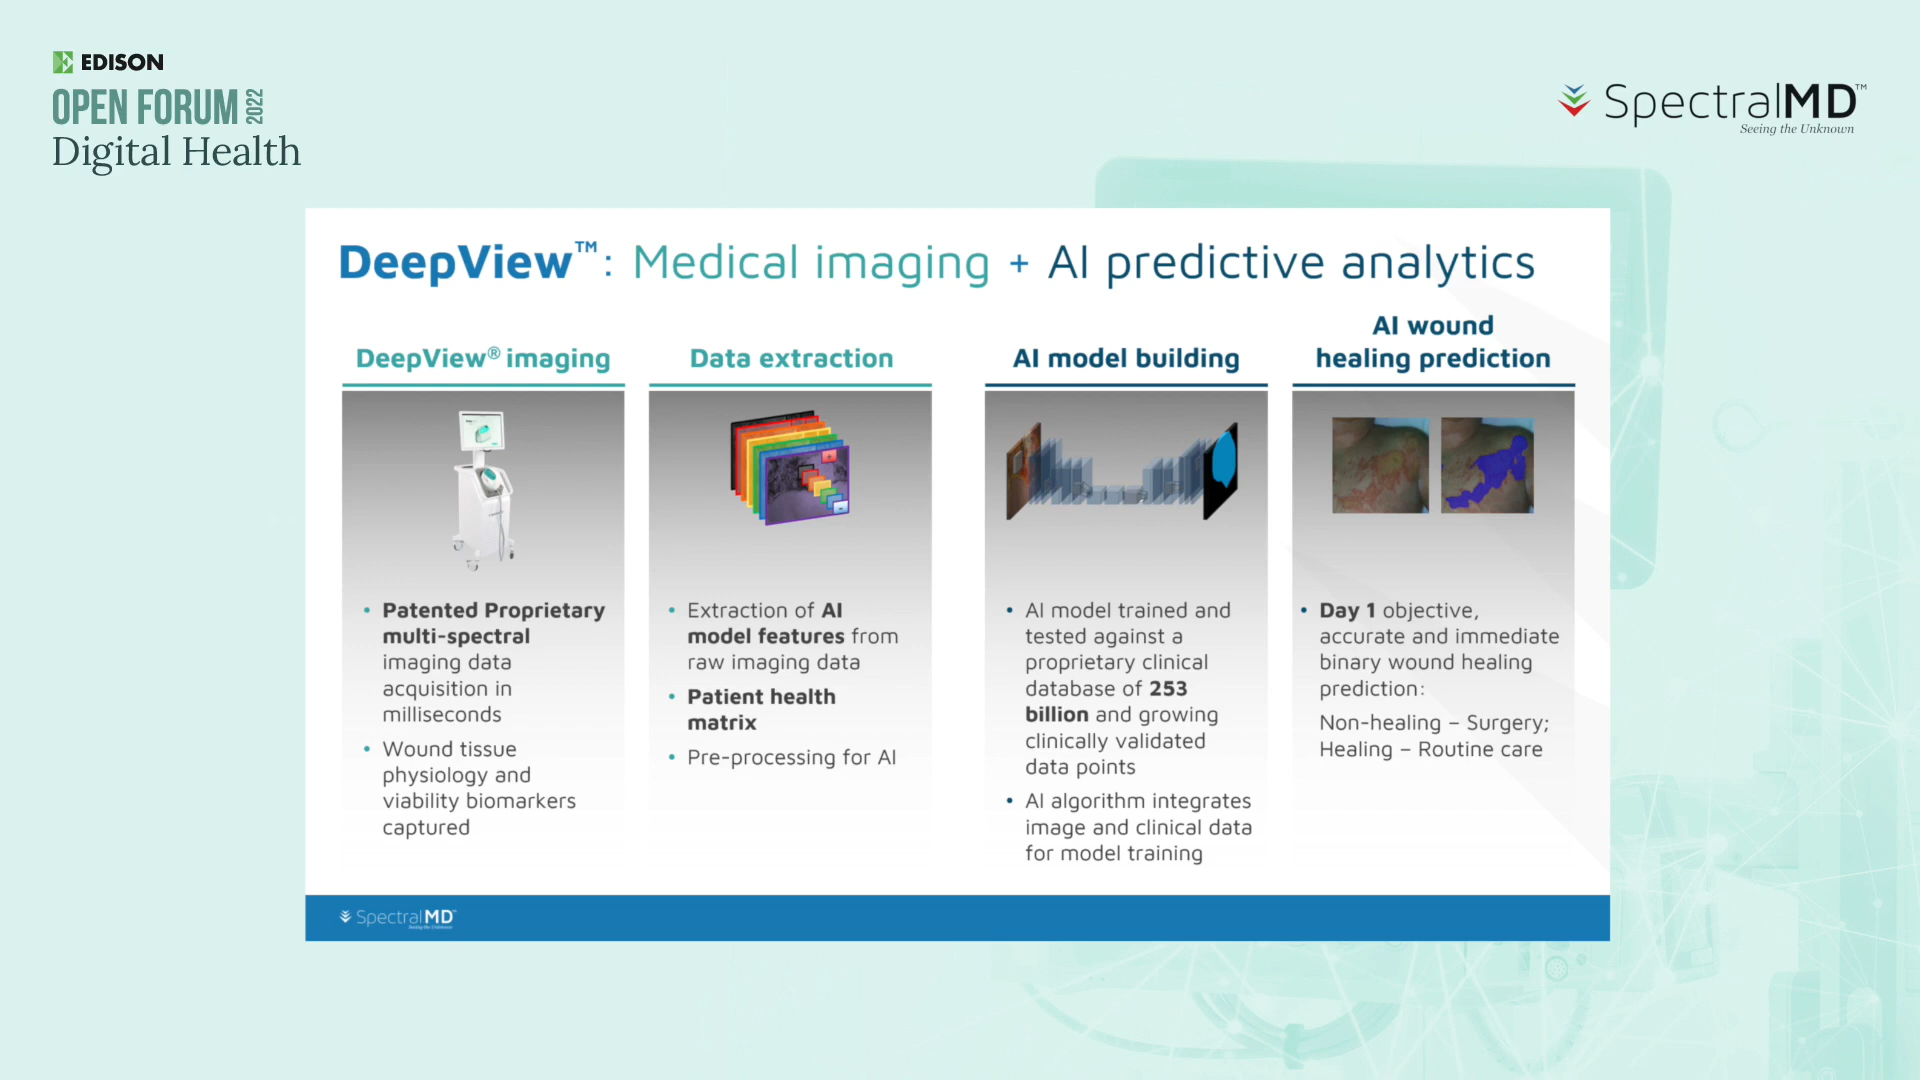 EDISON
OPEN FORUM 2022
Digital Health
SpectralMD™
Seeing the Unknown
DeepView™: Medical imaging + AI predictive analytics
DeepView® imaging
• Patented Proprietary
multi-spectral
imaging data
acquisition in
milliseconds
• Wound tissue
physiology and
viability biomarkers
captured
Data extraction
• Extraction of AI
model features from
raw imaging data
• Patient health
matrix
• Pre-processing for AI
AI model building
• AI model trained and
tested against a
proprietary clinical
database of 253
billion and growing
clinically validated
data points
• AI algorithm integrates
image and clinical data
for model training
AI wound
healing prediction
• Day 1 objective,
accurate and immediate
binary wound healing
prediction:
Non-healing – Surgery;
Healing – Routine care
SpectralMD™
Seeing the Unknown